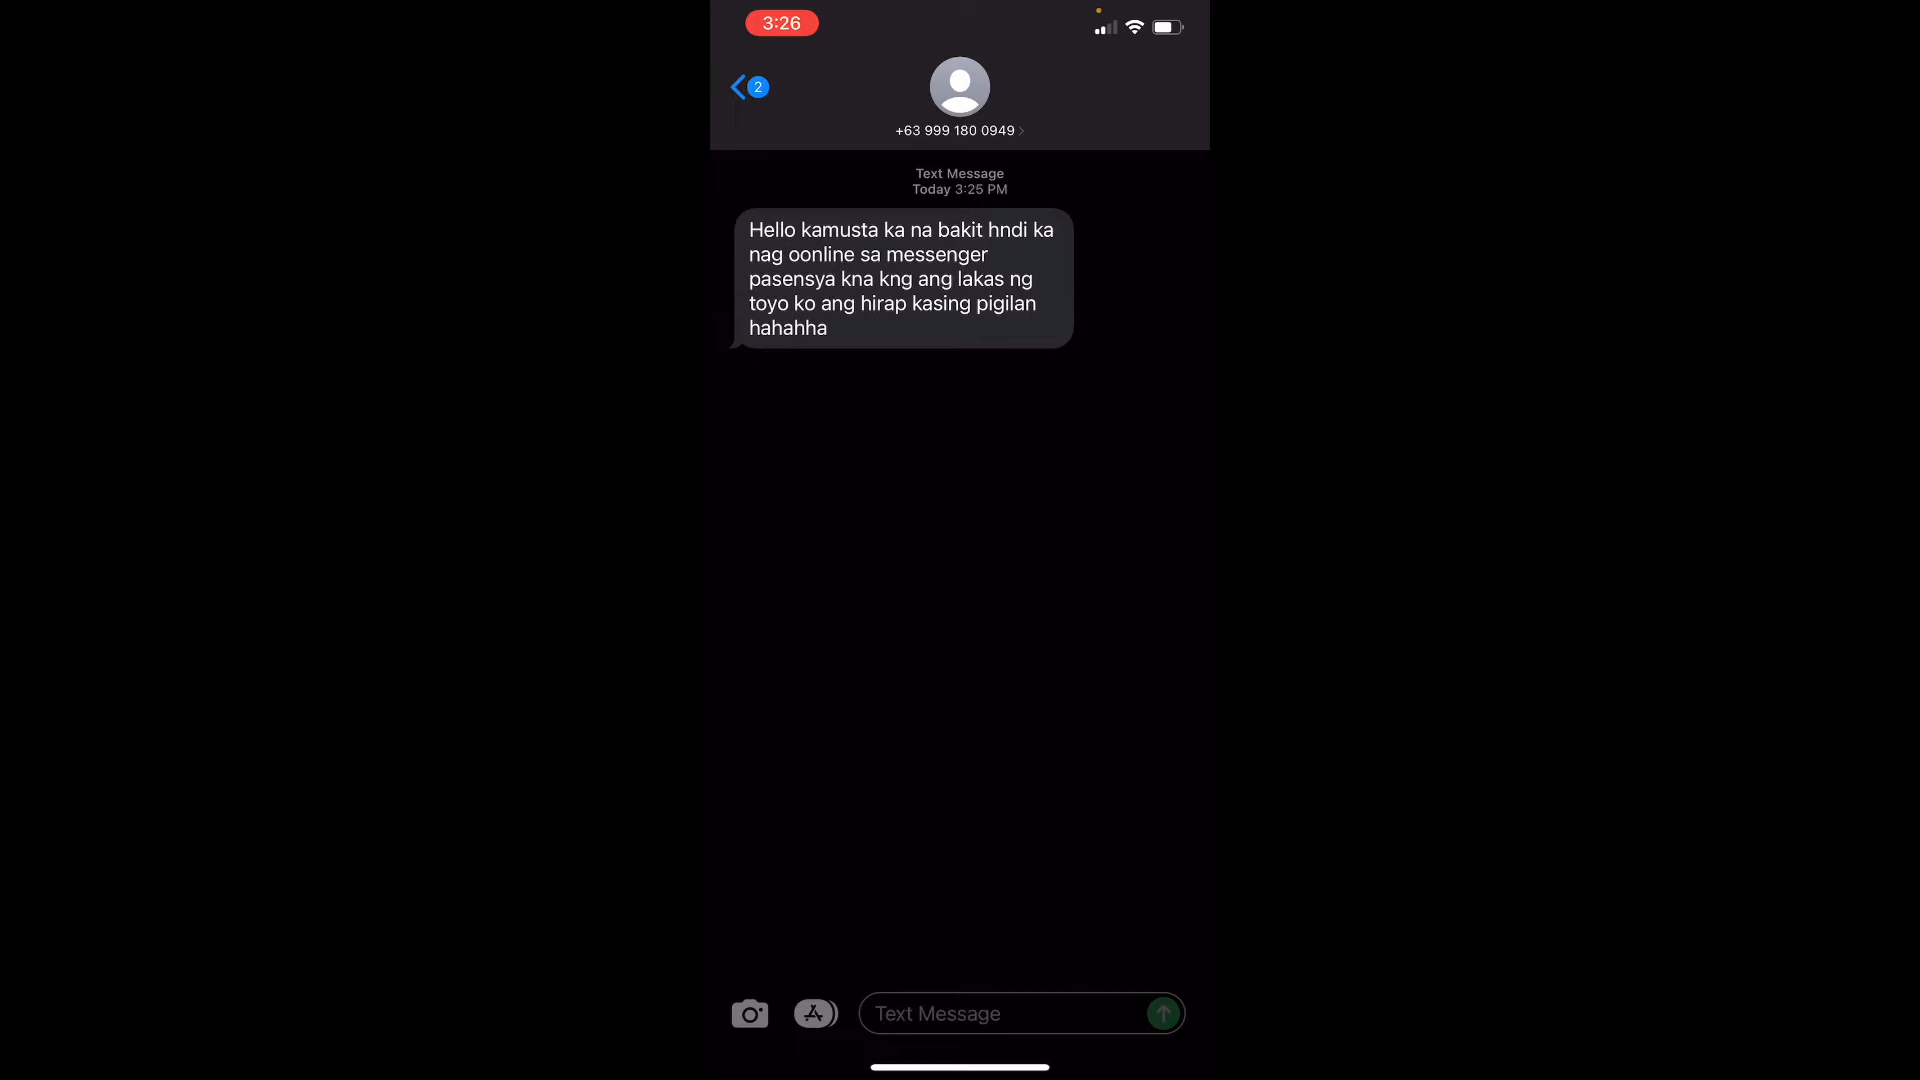 3:26
2
+63 999 180 0949
Text Message
Today 3:25 PM
Hello kamusta ka na bakit hndi ka
nag oonline sa messenger
pasensya kna kng ang lakas ng
toyo ko ang hirap kasing pigilan
hahahha
Text Message